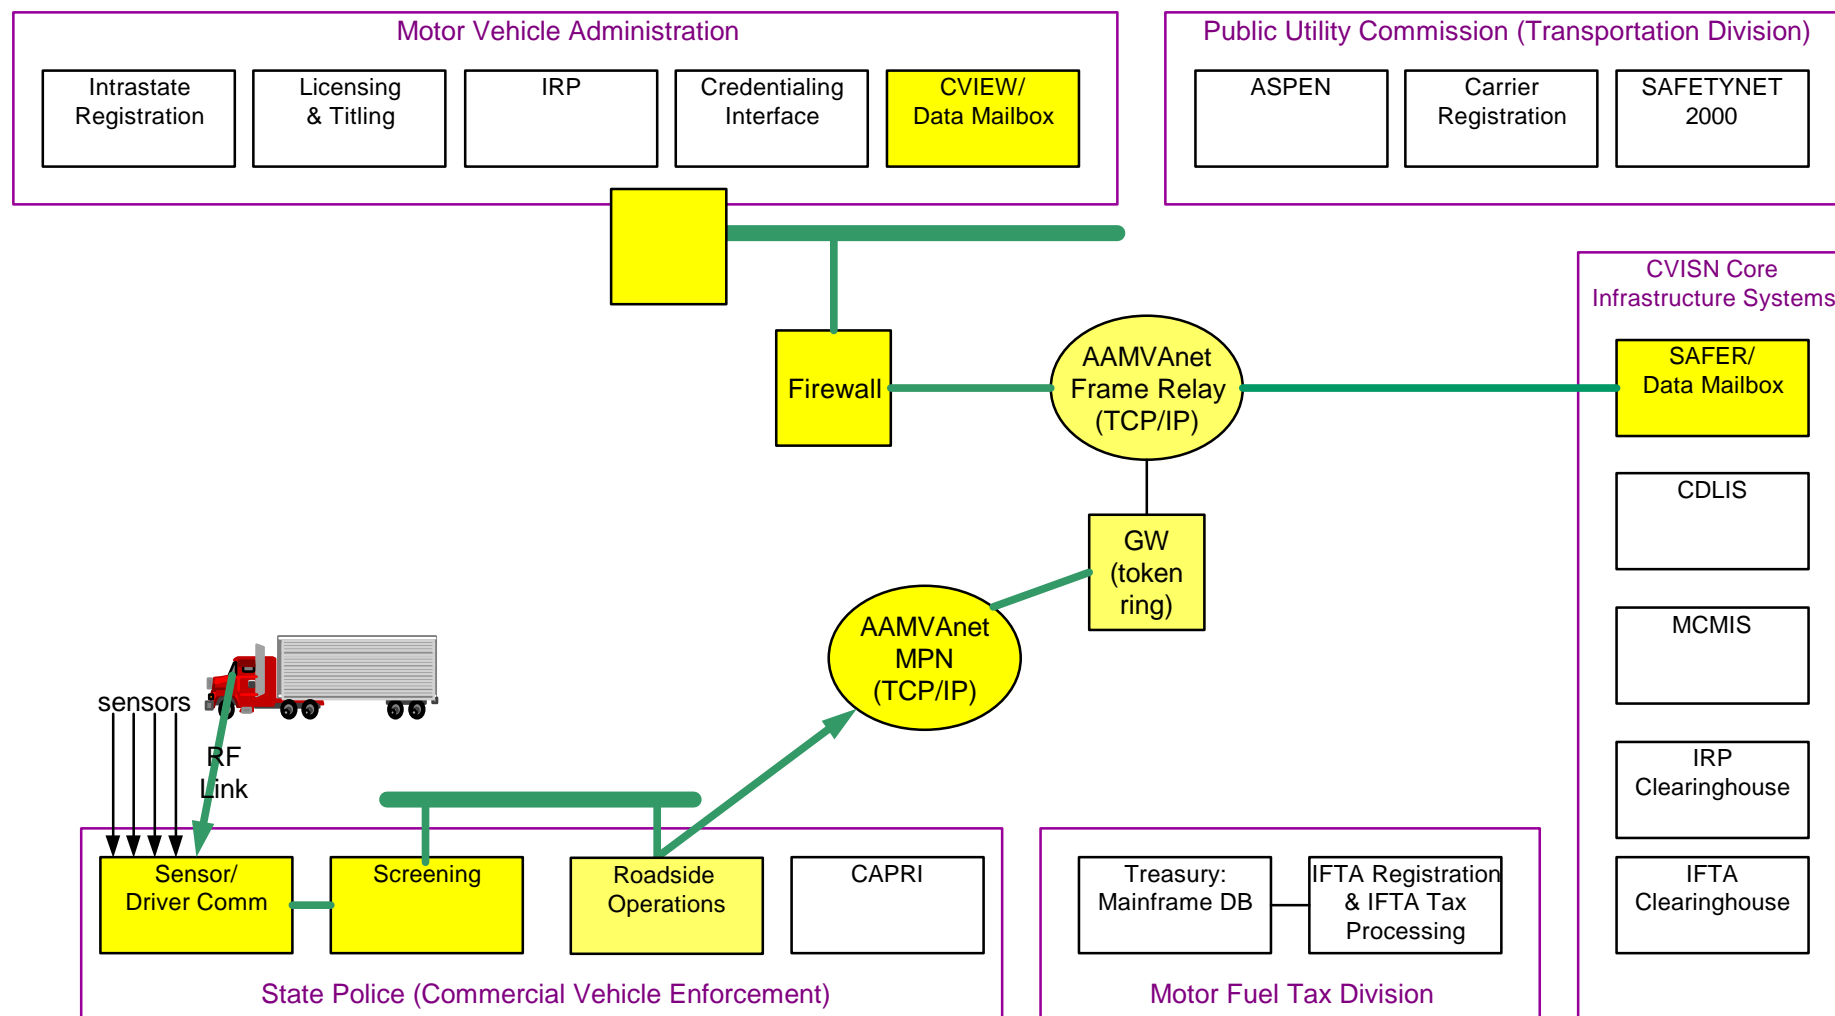 Motor Vehicle Administration
Intrastate
Registration
Licensing
& Titling
IRP
Credentialing
Interface
CVIEW/
Data Mailbox
Public Utility Commission (Transportation Division)
ASPEN
Carrier
Registration
SAFETYNET
2000
CVISN Core
Infrastructure Systems
SAFER/
Data Mailbox
CDLIS
MCMIS
IRP
Clearinghouse
IFTA
Clearinghouse
Firewall
AAMVAnet
Frame Relay
(TCP/IP)
GW
(token
ring)
AAMVAnet
MPN
(TCP/IP)
sensors
RF
Link
Sensor/
Driver Comm
Screening
Roadside
Operations
CAPRI
State Police (Commercial Vehicle Enforcement)
Treasury:
Mainframe DB
IFTA Registration
& IFTA Tax
Processing
Motor Fuel Tax Division